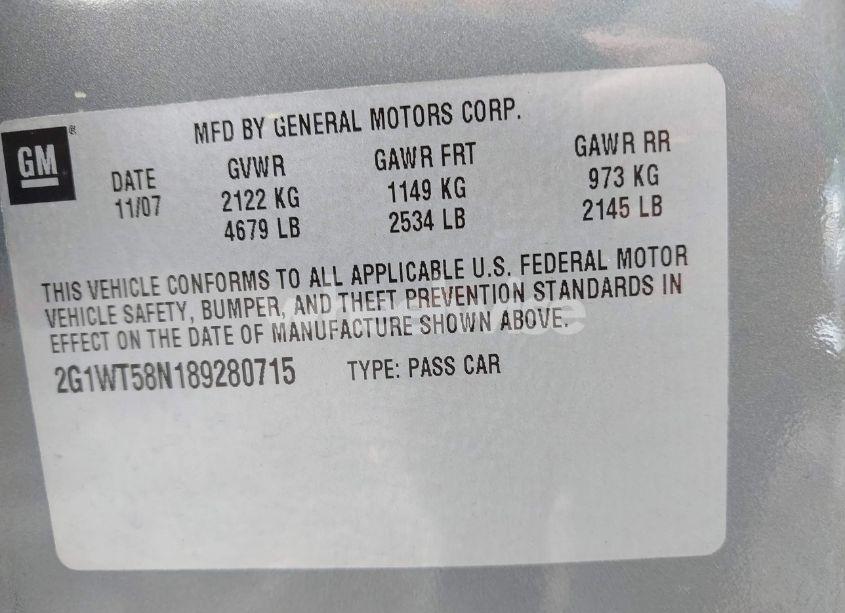 MFD BY GENERAL MOTORS CORP.
GM®
DATE GVWR GAWR FRT GAWR RR
11/07 2122 KG 1149 KG 973 KG
4679 LB 2534 LB 2145 LB
THIS VEHICLE CONFORMS TO ALL APPLICABLE U.S. FEDERAL MOTOR
VEHICLE SAFETY, BUMPER, AND THEFT PREVENTION STANDARDS IN
EFFECT ON THE DATE OF MANUFACTURE SHOWN ABOVE.
2G1WT58N189280715 TYPE: PASS CAR